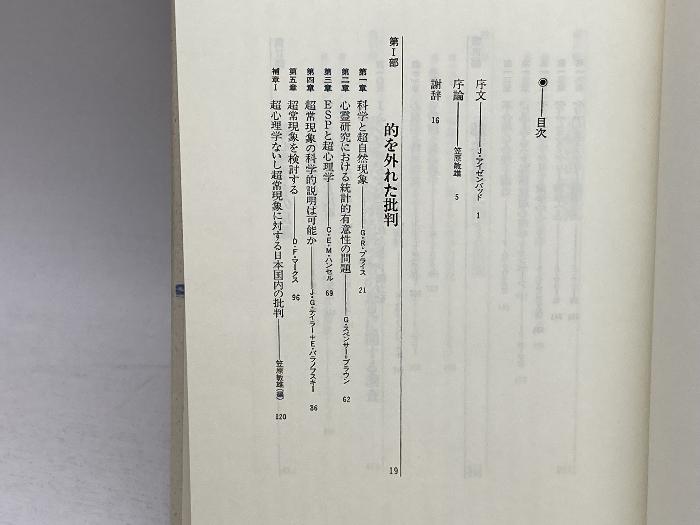 ◉——目次
序文——J・アイゼンバッド 1
序論——笠原敏雄 5
謝辞 16
第Ⅰ部 的を外れた批判 19
第一章 科学と超自然現象——G・R・プライス 21
第二章 心霊研究における統計的有意性の問題——G・スペンサー・ブラウン 62
第三章 ESPと超心理学——C・E・M・ハンセル 69
第四章 超常現象の科学的説明は可能か——J・G・テイラー+E・バラノフスキー 86
第五章 超常現象を検討する——D・F・マークス 96
補章Ⅰ 超心理学ないし超常現象に対する日本国内の批判——笠原敏雄(編) 120